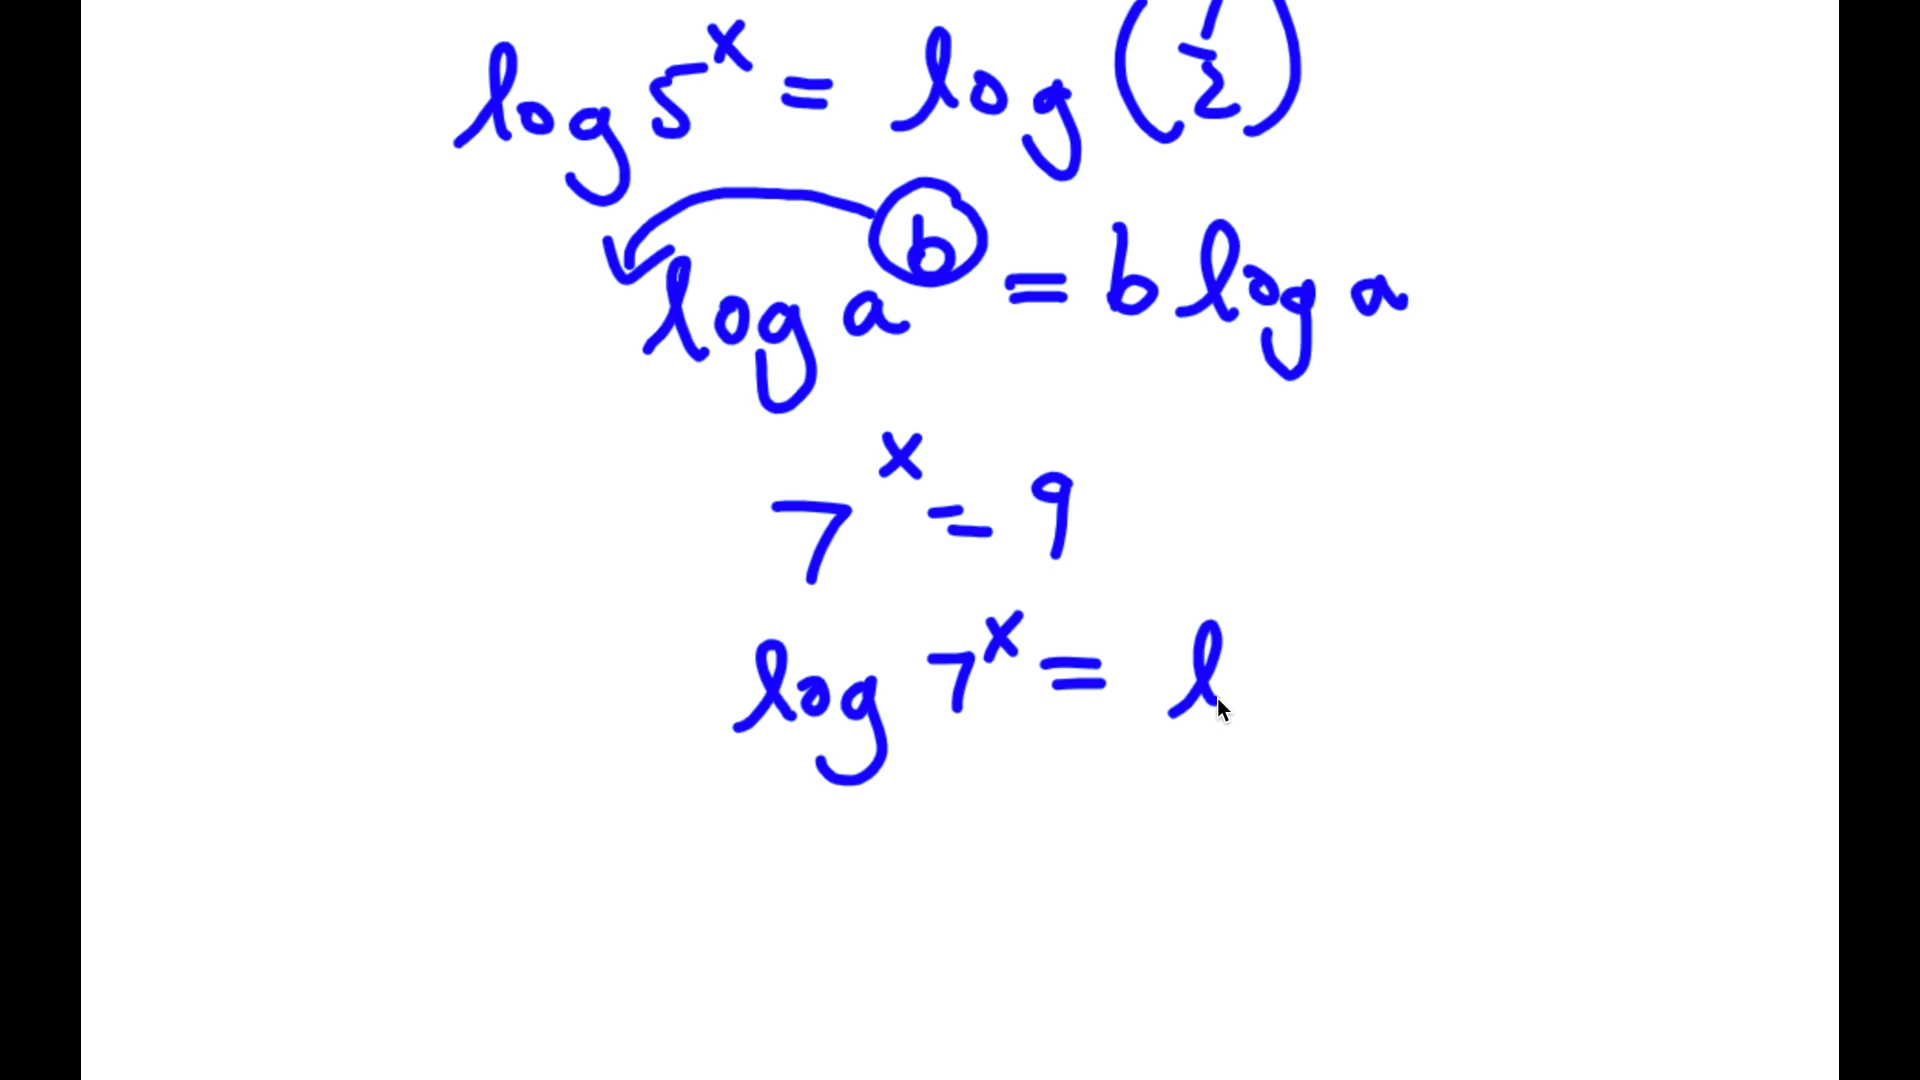 log 5^x = log (1/2)
log a^b = b log a
7^x = 9
log 7^x = l